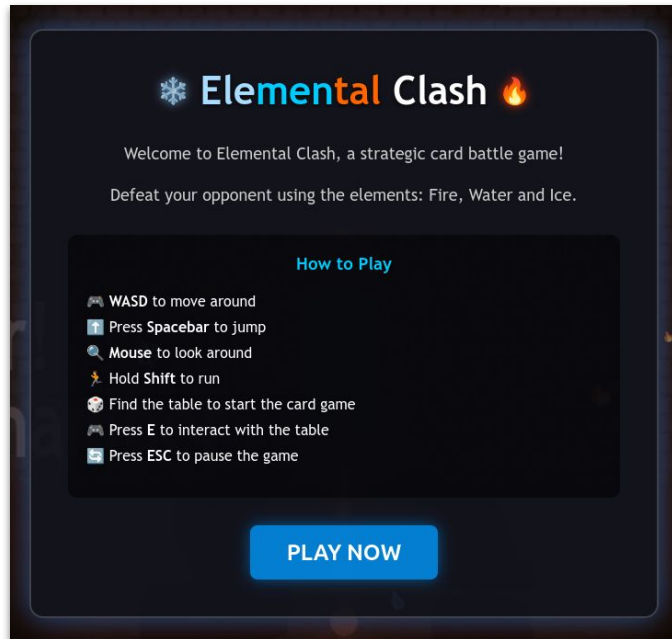 ❄️ Elemental Clash 🔥
Welcome to Elemental Clash, a strategic card battle game!
Defeat your opponent using the elements: Fire, Water and Ice.
How to Play
🎮 WASD to move around
⬆️ Press Spacebar to jump
🔍 Mouse to look around
🏃 Hold Shift to run
🎲 Find the table to start the card game
🎮 Press E to interact with the table
🔄 Press ESC to pause the game
PLAY NOW